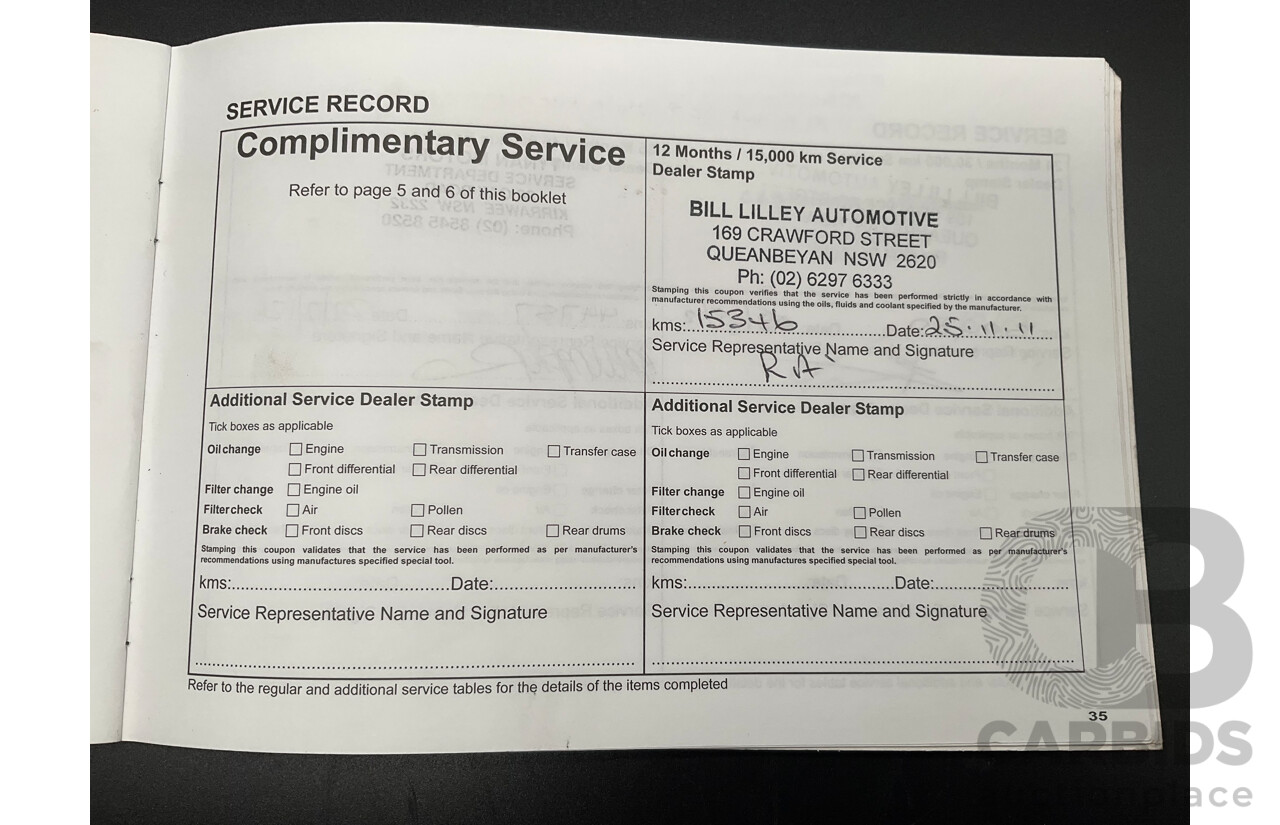 SERVICE RECORD
Complimentary Service
Refer to page 5 and 6 of this booklet
12 Months / 15,000 km Service
Dealer Stamp
BILL LILLEY AUTOMOTIVE
169 CRAWFORD STREET
QUEANBEYAN NSW 2620
Ph: (02) 6297 6333
Stamping this coupon verifies that the service has been performed strictly in accordance with
manufacturer recommendations using the oils, fluids and coolant specified by the manufacturer.
kms: 15346 Date: 25.11.11
Service Representative Name and Signature
RA
Additional Service Dealer Stamp
Tick boxes as applicable
Oil change Engine Transmission Transfer case
Front differential Rear differential
Filter change Engine oil
Filter check Air Pollen
Brake check Front discs Rear discs Rear drums
Stamping this coupon validates that the service has been performed as per manufacturer's
recommendations using manufactures specified special tool.
kms: Date:
Service Representative Name and Signature
Additional Service Dealer Stamp
Tick boxes as applicable
Oil change Engine Transmission Transfer case
Front differential Rear differential
Filter change Engine oil
Filter check Air Pollen
Brake check Front discs Rear discs Rear drums
Stamping this coupon validates that the service has been performed as per manufacturer's
recommendations using manufactures specified special tool.
kms: Date:
Service Representative Name and Signature
Refer to the regular and additional service tables for the details of the items completed
35